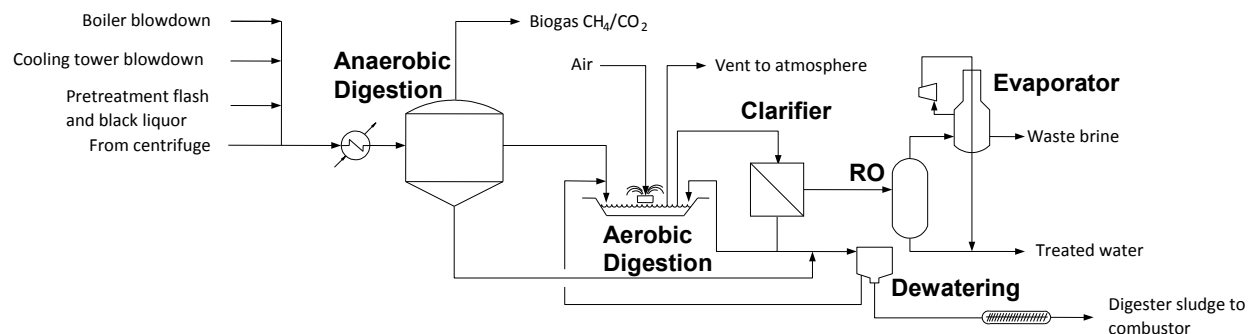 Boiler blowdown
Cooling tower blowdown
Pretreatment flash
and black liquor
From centrifuge
Anaerobic
Digestion
Biogas CH₄/CO₂
Air
Vent to atmosphere
Aerobic
Digestion
Clarifier
RO
Evaporator
Waste brine
Treated water
Dewatering
Digester sludge to
combustor